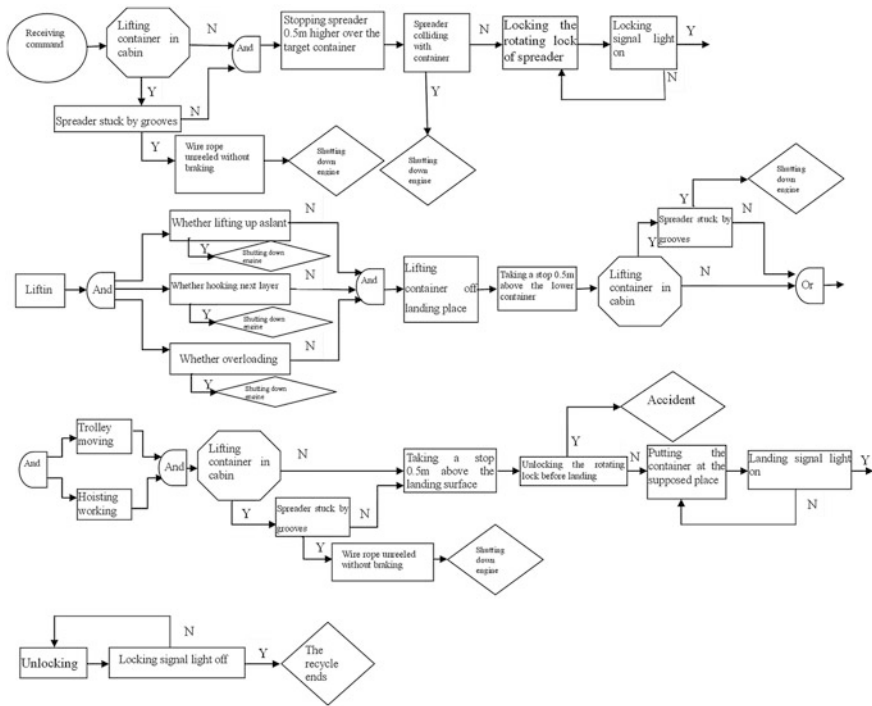 Receiving
command
Lifting
container in
cabin
N
Y
And
Stopping spreader
0.5m higher over the
target container
Spreader
colliding
with
container
N
Y
Locking the
rotating lock
of spreader
Locking
signal light
on
Y
N
Spreader stuck by grooves
N
Y
Wire rope
unreeled without
braking
Shutting
down
engine
Shutting
down
engine
Liftin
And
Whether lifting up aslant
N
Y
Shutting down
engine
Whether hooking next layer
N
Y
Shutting down
engine
Whether overloading
N
Y
Shutting down
engine
And
Lifting
container off
landing place
Taking a stop 0.5m
above the lower
container
Lifting
container in
cabin
Y
N
Spreader stuck by
grooves
Y
N
Shutting
down
engine
Or
And
Trolley
moving
Hoisting
working
And
Lifting
container in
cabin
N
Y
Spreader stuck by
grooves
N
Y
Wire rope unreeled
without braking
Shutting
down
engine
Taking a stop
0.5m above the
landing surface
Unlocking the rotating
lock before landing
Y
N
Accident
Putting the
container at the
supposed place
Landing signal light
on
Y
N
Unlocking
Locking signal light off
N
Y
The
recycle
ends